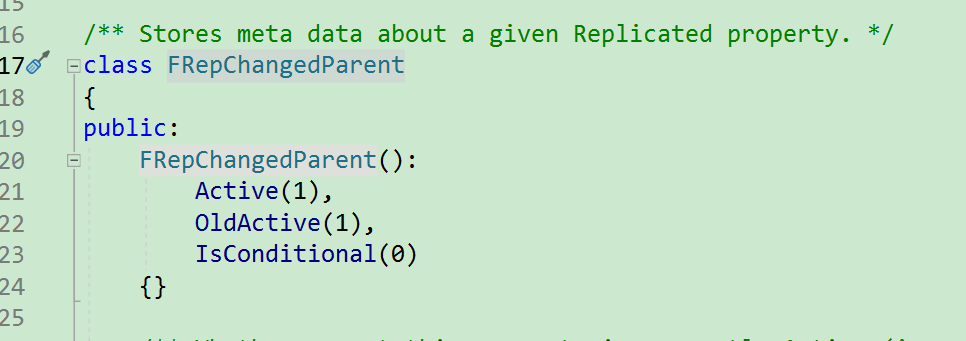 15
16 /** Stores meta data about a given Replicated property. */
17 class FRepChangedParent
18 {
19 public:
20 FRepChangedParent():
21 Active(1),
22 OldActive(1),
23 IsConditional(0)
24 {}
25